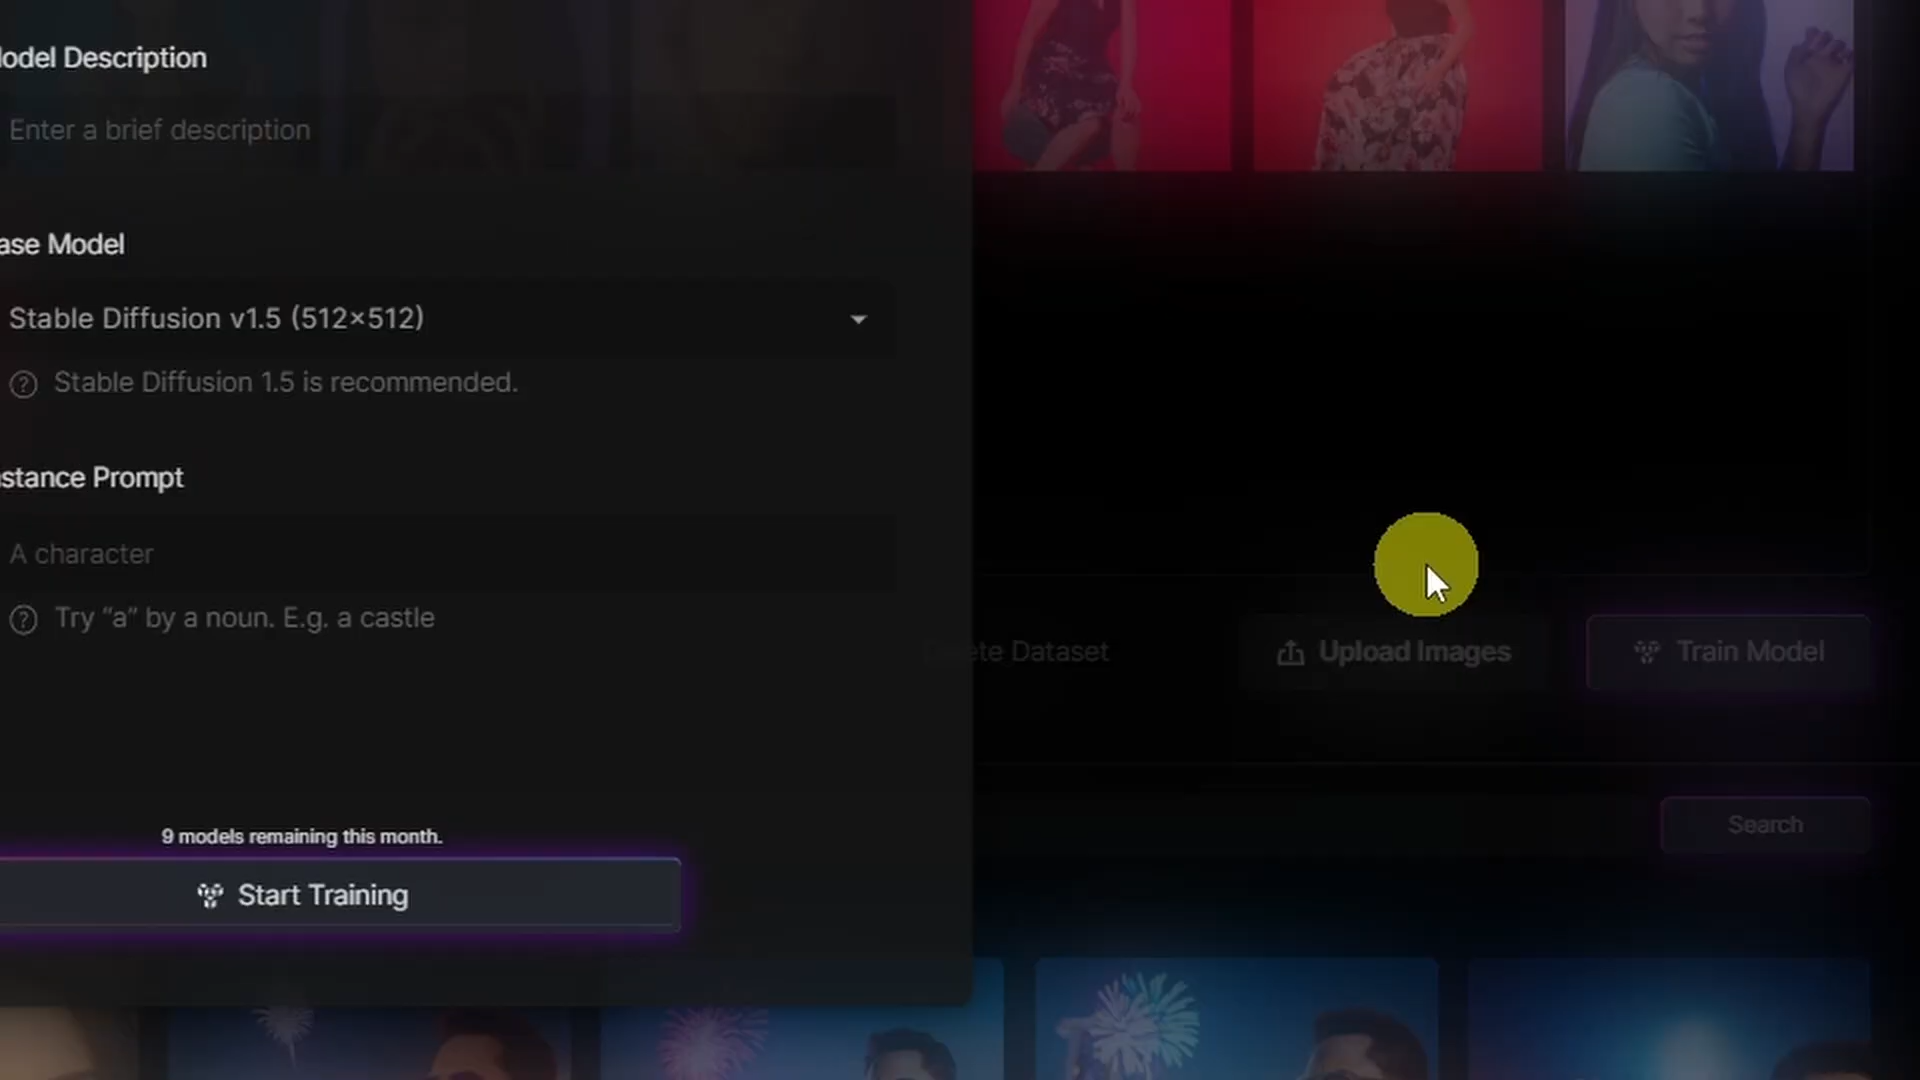 odel Description
Enter a brief description
ase Model
Stable Diffusion v1.5 (512×512)
Stable Diffusion 1.5 is recommended.
stance Prompt
A character
Try “a” by a noun. E.g. a castle
ete Dataset
Upload Images
Train Model
9 models remaining this month.
Search
Start Training